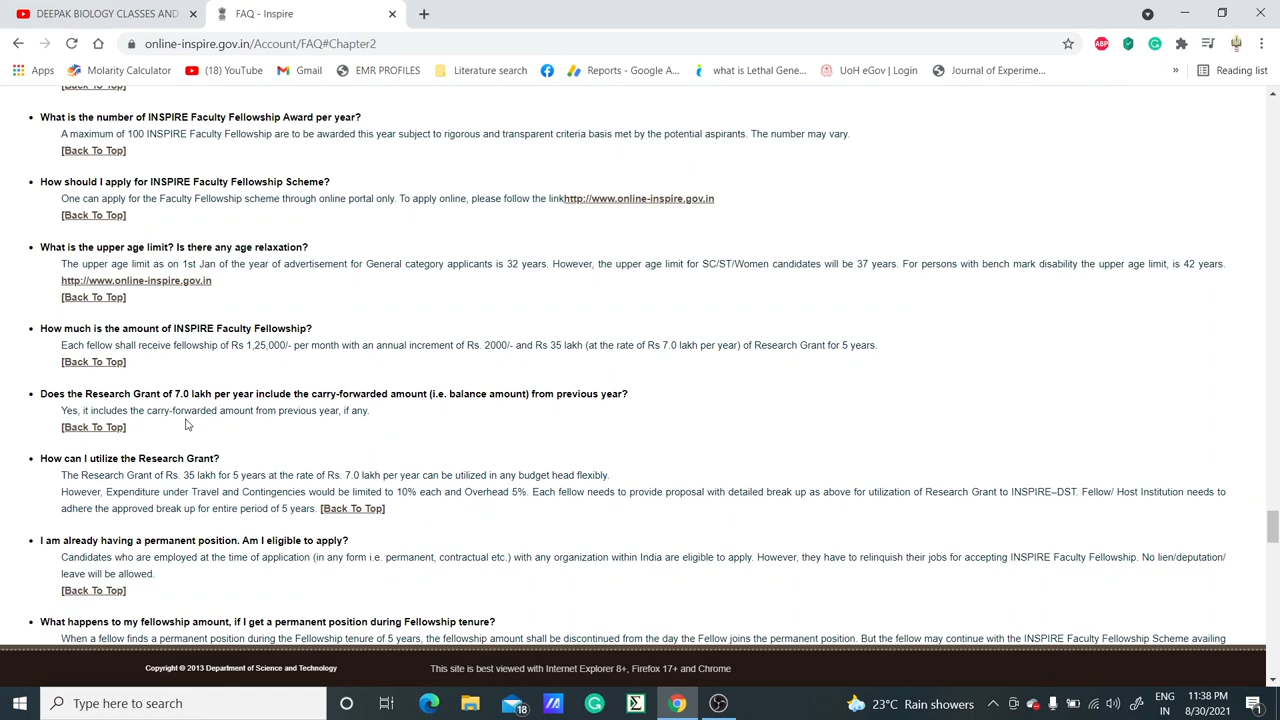 DEEPAK BIOLOGY CLASSES AND
FAQ - Inspire
online-inspire.gov.in/Account/FAQ#Chapter2
Apps
Molarity Calculator
(18) YouTube
Gmail
EMR PROFILES
Literature search
Reports - Google A...
what is Lethal Gene...
UoH eGov | Login
Journal of Experime...
»
Reading list
[Back To Top]
• What is the number of INSPIRE Faculty Fellowship Award per year?
A maximum of 100 INSPIRE Faculty Fellowship are to be awarded this year subject to rigorous and transparent criteria basis met by the potential aspirants. The number may vary.
[Back To Top]
• How should I apply for INSPIRE Faculty Fellowship Scheme?
One can apply for the Faculty Fellowship scheme through online portal only. To apply online, please follow the linkhttp://www.online-inspire.gov.in
[Back To Top]
• What is the upper age limit? Is there any age relaxation?
The upper age limit as on 1st Jan of the year of advertisement for General category applicants is 32 years. However, the upper age limit for SC/ST/Women candidates will be 37 years. For persons with bench mark disability the upper age limit, is 42 years.
http://www.online-inspire.gov.in
[Back To Top]
• How much is the amount of INSPIRE Faculty Fellowship?
Each fellow shall receive fellowship of Rs 1,25,000/- per month with an annual increment of Rs. 2000/- and Rs 35 lakh (at the rate of Rs 7.0 lakh per year) of Research Grant for 5 years.
[Back To Top]
• Does the Research Grant of 7.0 lakh per year include the carry-forwarded amount (i.e. balance amount) from previous year?
Yes, it includes the carry-forwarded amount from previous year, if any.
[Back To Top]
• How can I utilize the Research Grant?
The Research Grant of Rs. 35 lakh for 5 years at the rate of Rs. 7.0 lakh per year can be utilized in any budget head flexibly.
However, Expenditure under Travel and Contingencies would be limited to 10% each and Overhead 5%. Each fellow needs to provide proposal with detailed break up as above for utilization of Research Grant to INSPIRE–DST. Fellow/ Host Institution needs to
adhere the approved break up for entire period of 5 years. [Back To Top]
• I am already having a permanent position. Am I eligible to apply?
Candidates who are employed at the time of application (in any form i.e. permanent, contractual etc.) with any organization within India are eligible to apply. However, they have to relinquish their jobs for accepting INSPIRE Faculty Fellowship. No lien/deputation/
leave will be allowed.
[Back To Top]
• What happens to my fellowship amount, if I get a permanent position during Fellowship tenure?
When a fellow finds a permanent position during the Fellowship tenure of 5 years, the fellowship amount shall be discontinued from the day the Fellow joins the permanent position. But the fellow may continue with the INSPIRE Faculty Fellowship Scheme availing
Copyright © 2013 Department of Science and Technology
This site is best viewed with Internet Explorer 8+, Firefox 17+ and Chrome
Type here to search
18
23°C Rain showers
ENG
IN
11:38 PM
8/30/2021
1